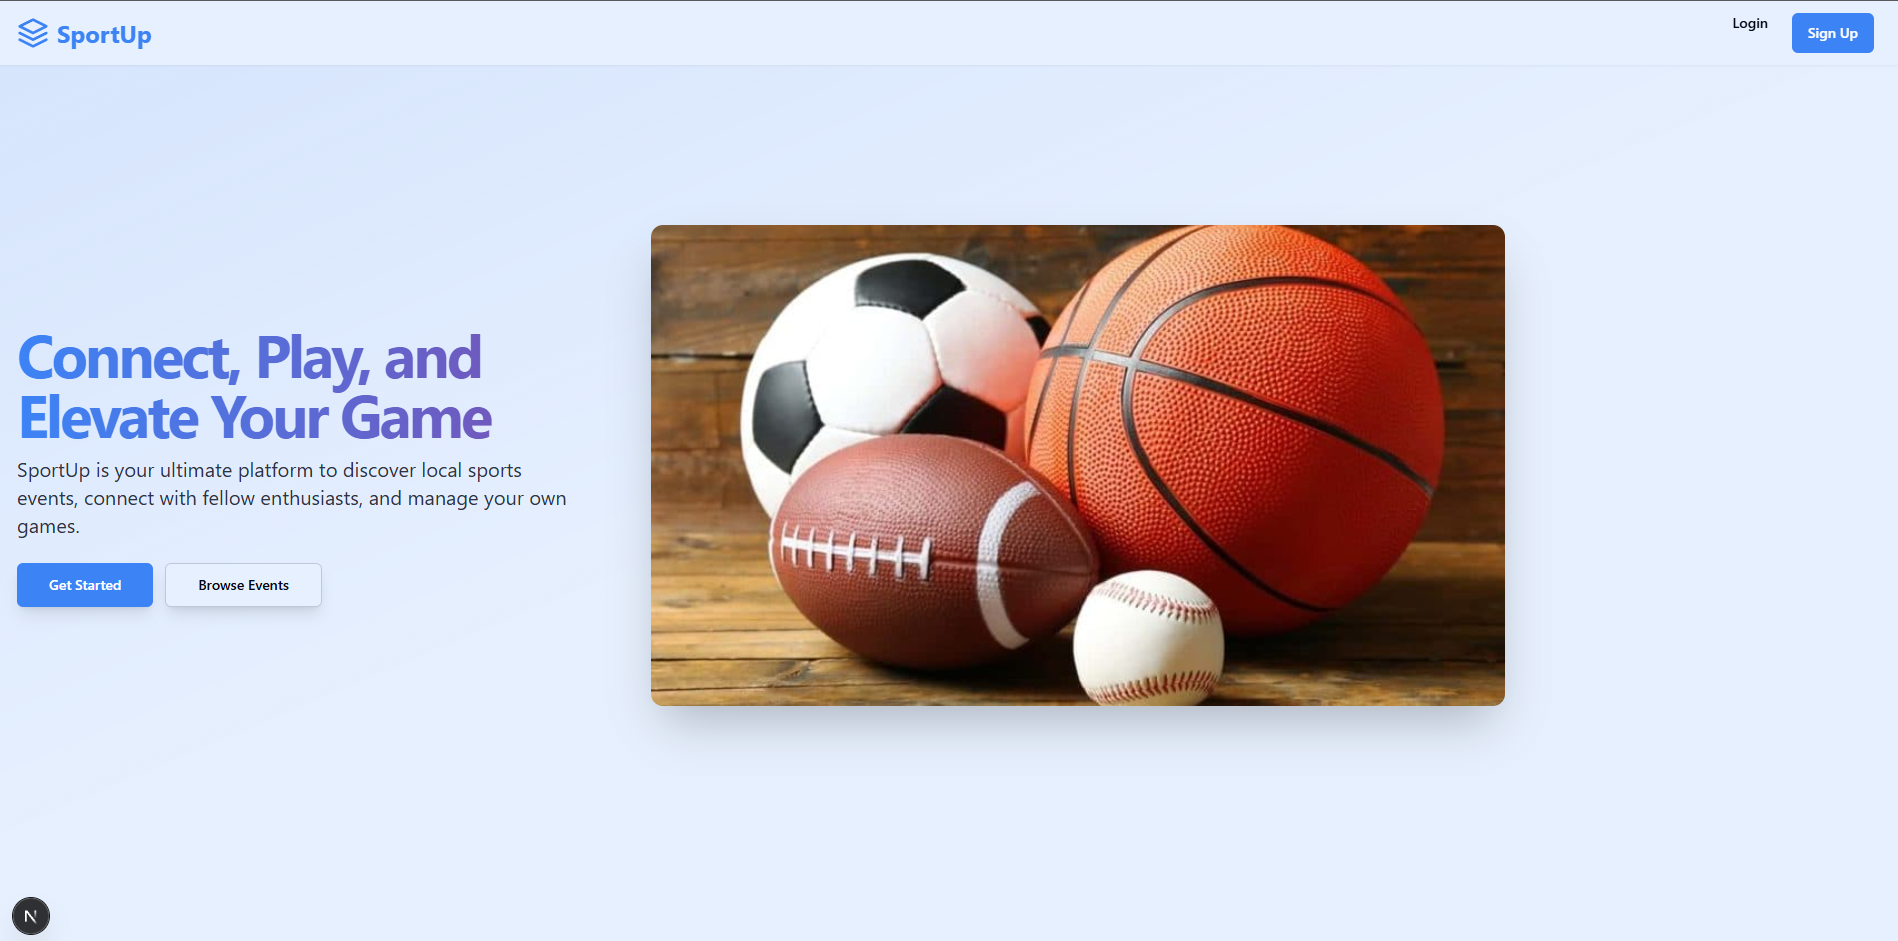 SportUp
Login
Sign Up
Connect, Play, and
Elevate Your Game
SportUp is your ultimate platform to discover local sports
events, connect with fellow enthusiasts, and manage your own
games.
Get Started
Browse Events
N